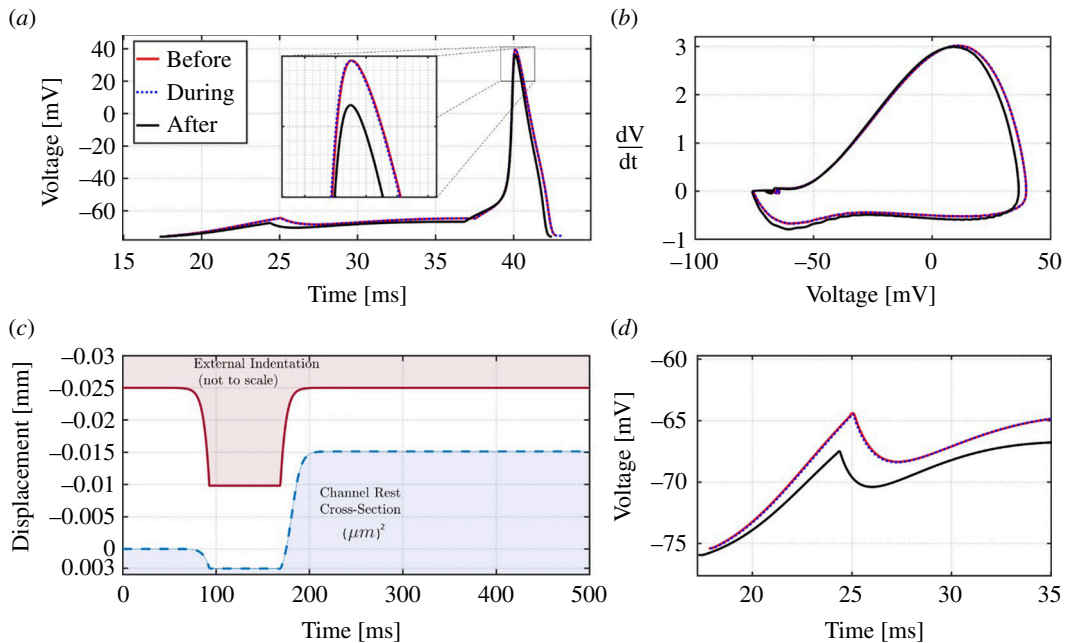 (a)
40
20
0
−20
−40
−60
Voltage [mV]
Before
During
After
15 20 25 30 35 40
Time [ms]
(b)
3
2
1
0
−1
dV
dt
−100 −50 0 50
Voltage [mV]
(c)
−0.03
−0.025
−0.015
−0.01
−0.005
0
0.003
Displacement [mm]
External Indentation
(not to scale)
Channel Rest
Cross-Section
(μm)²
0 100 200 300 400 500
Time [ms]
(d)
−60
−65
−70
−75
Voltage [mV]
20 25 30 35
Time [ms]